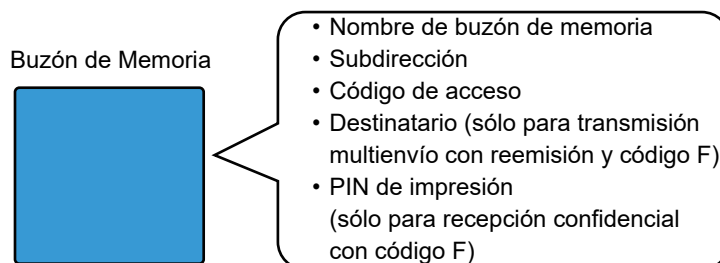 Buzón de Memoria
• Nombre de buzón de memoria
• Subdirección
• Código de acceso
• Destinatario (sólo para transmisión
multienvío con reemisión y código F)
• PIN de impresión
(sólo para recepción confidencial
con código F)